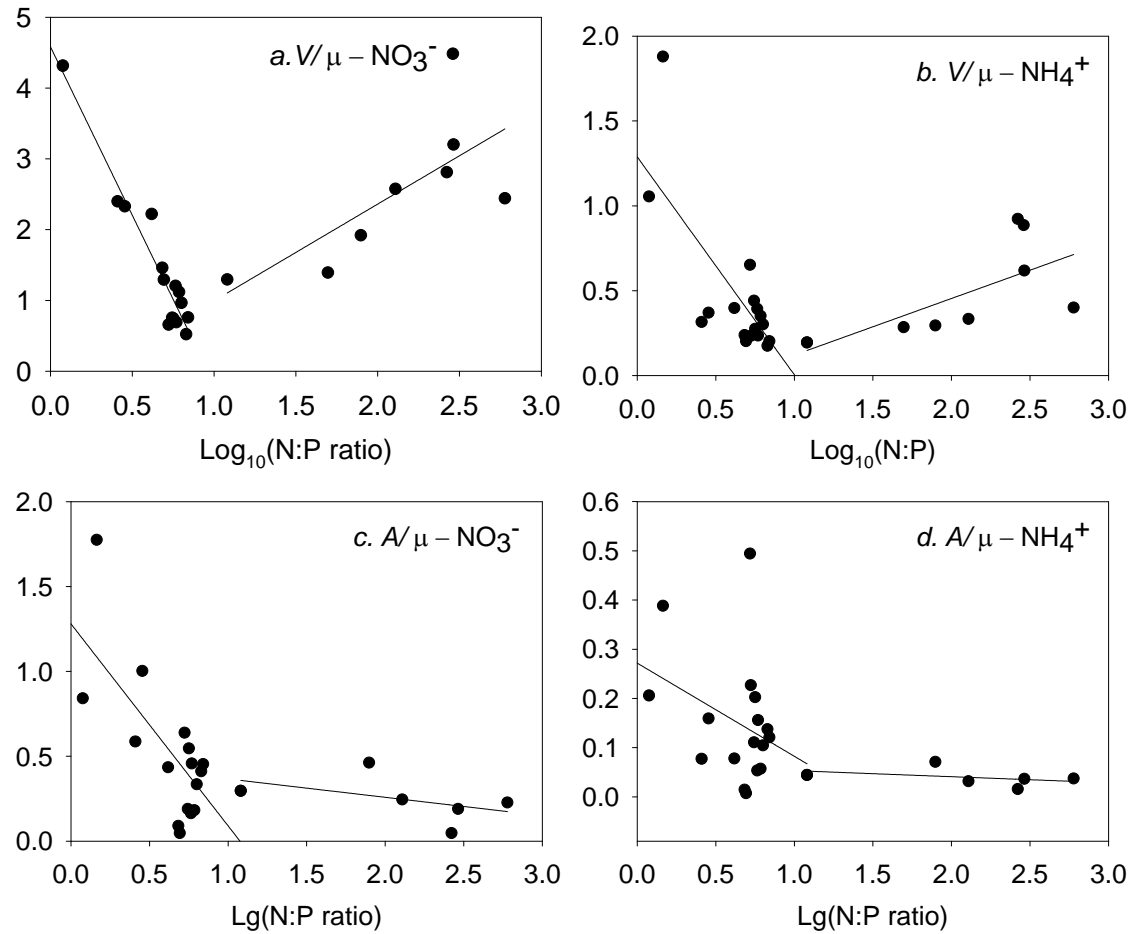 a. V/ μ – NO3-
5
4
3
2
1
0
0.0 0.5 1.0 1.5 2.0 2.5 3.0
Log10(N:P ratio)
b. V/ μ – NH4+
2.0
1.5
1.0
0.5
0.0
0.0 0.5 1.0 1.5 2.0 2.5 3.0
Log10(N:P)
c. A/ μ – NO3-
2.0
1.5
1.0
0.5
0.0
0.0 0.5 1.0 1.5 2.0 2.5 3.0
Lg(N:P ratio)
d. A/ μ – NH4+
0.6
0.5
0.4
0.3
0.2
0.1
0.0
0.0 0.5 1.0 1.5 2.0 2.5 3.0
Lg(N:P ratio)